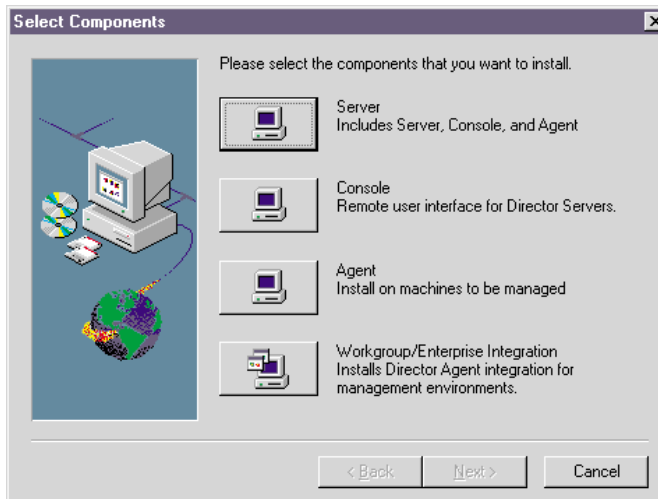 Select Components
Please select the components that you want to install.
Server
Includes Server, Console, and Agent
Console
Remote user interface for Director Servers.
Agent
Install on machines to be managed
Workgroup/Enterprise Integration
Installs Director Agent integration for
management environments.
< Back
Next >
Cancel